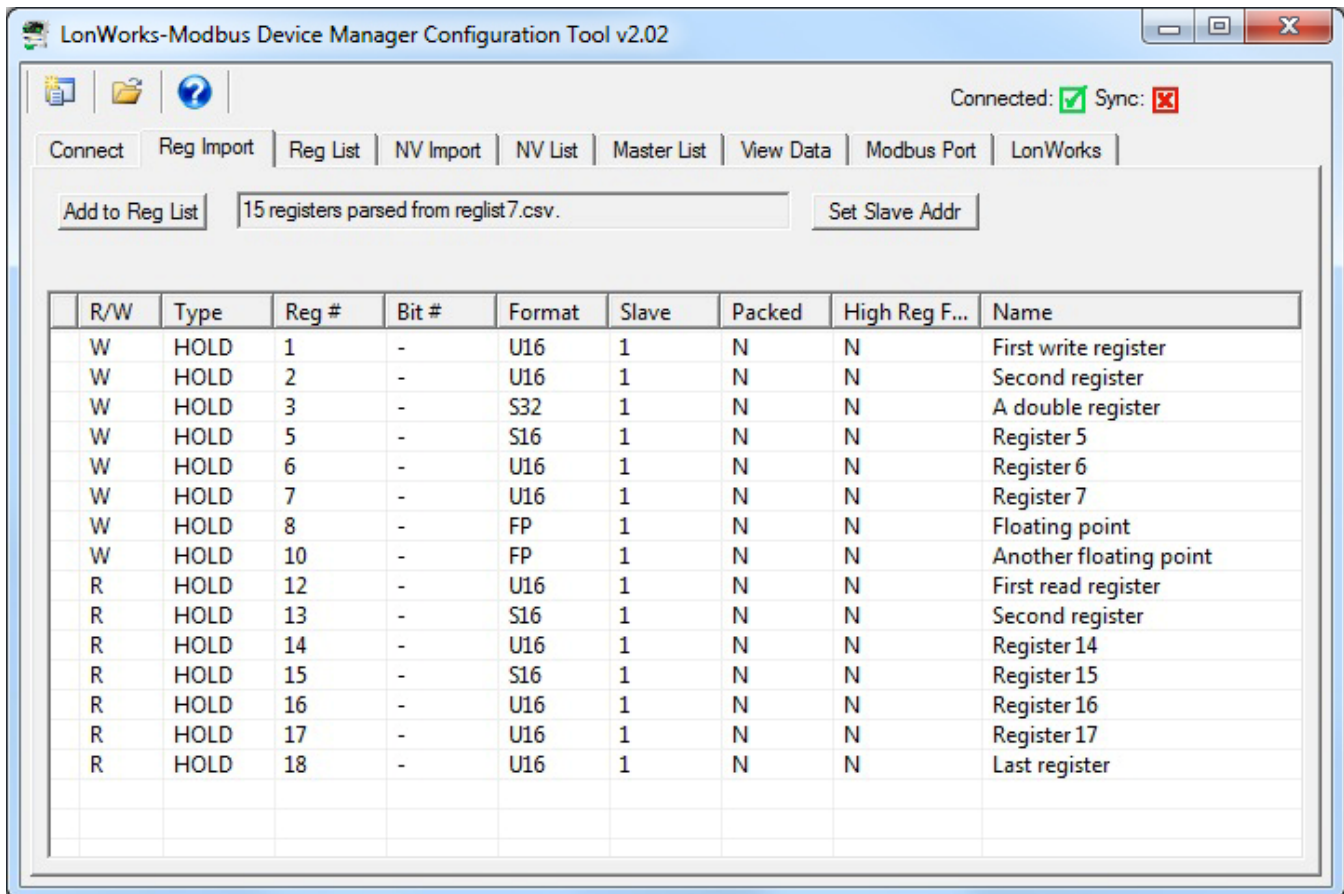 LonWorks-Modbus Device Manager Configuration Tool v2.02
Connected: Sync:
Connect Reg Import Reg List NV Import NV List Master List View Data Modbus Port LonWorks
Add to Reg List 15 registers parsed from reglist7.csv. Set Slave Addr
R/W Type Reg # Bit # Format Slave Packed High Reg F... Name
W HOLD 1 - U16 1 N N First write register
W HOLD 2 - U16 1 N N Second register
W HOLD 3 - S32 1 N N A double register
W HOLD 5 - S16 1 N N Register 5
W HOLD 6 - U16 1 N N Register 6
W HOLD 7 - U16 1 N N Register 7
W HOLD 8 - FP 1 N N Floating point
W HOLD 10 - FP 1 N N Another floating point
R HOLD 12 - U16 1 N N First read register
R HOLD 13 - S16 1 N N Second register
R HOLD 14 - U16 1 N N Register 14
R HOLD 15 - S16 1 N N Register 15
R HOLD 16 - U16 1 N N Register 16
R HOLD 17 - U16 1 N N Register 17
R HOLD 18 - U16 1 N N Last register